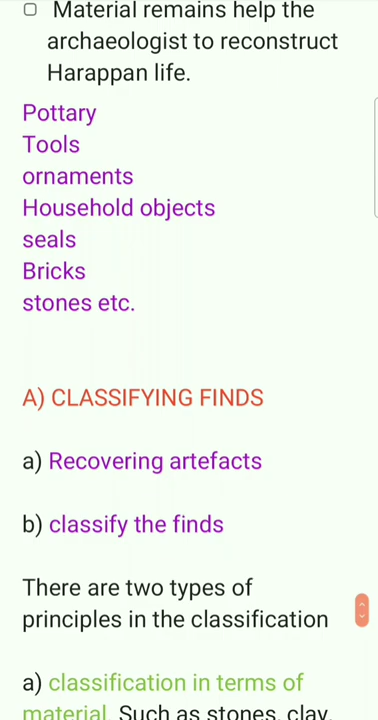 Material remains help the
archaeologist to reconstruct
Harappan life.
Pottary
Tools
ornaments
Household objects
seals
Bricks
stones etc.
A) CLASSIFYING FINDS
a) Recovering artefacts
b) classify the finds
There are two types of
principles in the classification
a) classification in terms of
material. Such as stones, clay,